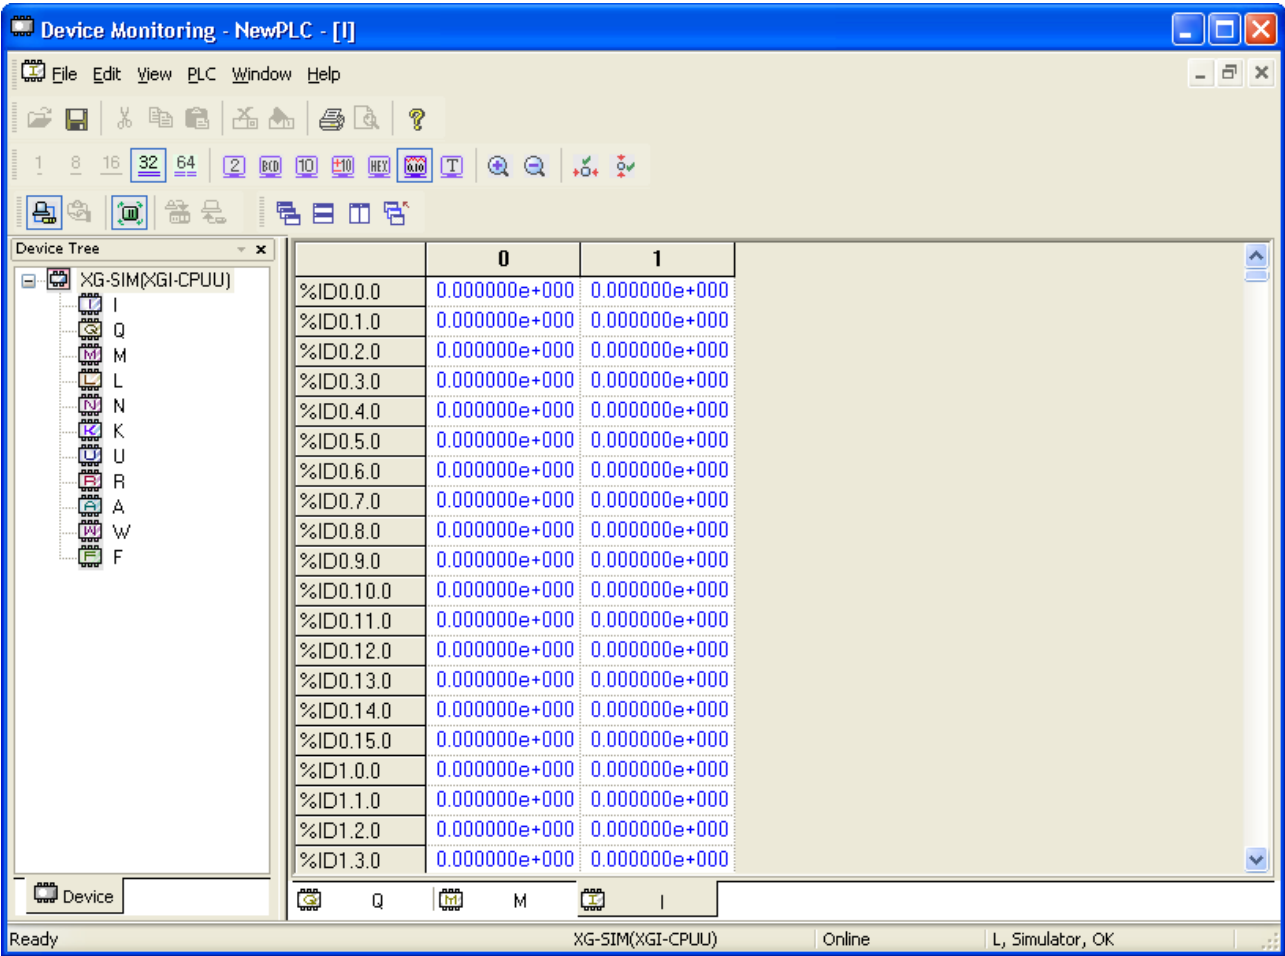 Device Monitoring - NewPLC - [I]
File Edit View PLC Window Help
1 8 16 32 64 2 BCD 10 ±10 HEX 0.10 T
Device Tree
XG-SIM(XGI-CPUU)
I
Q
M
L
N
K
U
R
A
W
F
Device
0 1
%ID0.0.0 0.000000e+000 0.000000e+000
%ID0.1.0 0.000000e+000 0.000000e+000
%ID0.2.0 0.000000e+000 0.000000e+000
%ID0.3.0 0.000000e+000 0.000000e+000
%ID0.4.0 0.000000e+000 0.000000e+000
%ID0.5.0 0.000000e+000 0.000000e+000
%ID0.6.0 0.000000e+000 0.000000e+000
%ID0.7.0 0.000000e+000 0.000000e+000
%ID0.8.0 0.000000e+000 0.000000e+000
%ID0.9.0 0.000000e+000 0.000000e+000
%ID0.10.0 0.000000e+000 0.000000e+000
%ID0.11.0 0.000000e+000 0.000000e+000
%ID0.12.0 0.000000e+000 0.000000e+000
%ID0.13.0 0.000000e+000 0.000000e+000
%ID0.14.0 0.000000e+000 0.000000e+000
%ID0.15.0 0.000000e+000 0.000000e+000
%ID1.0.0 0.000000e+000 0.000000e+000
%ID1.1.0 0.000000e+000 0.000000e+000
%ID1.2.0 0.000000e+000 0.000000e+000
%ID1.3.0 0.000000e+000 0.000000e+000
Q M I
Ready XG-SIM(XGI-CPUU) Online L, Simulator, OK